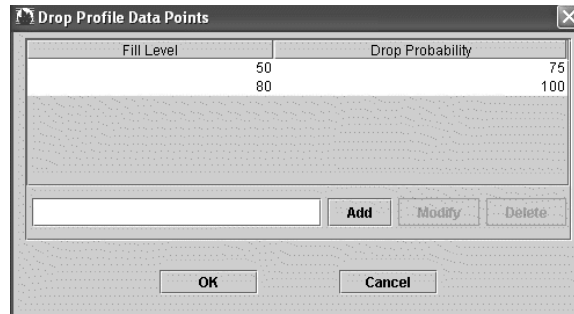 Drop Profile Data Points
Fill Level Drop Probability
50 75
80 100
Add Modify Delete
OK Cancel